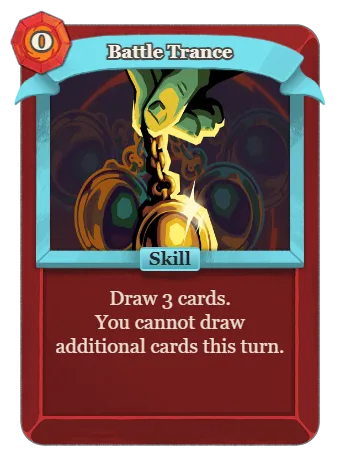 0
Battle Trance
Skill
Draw 3 cards.
You cannot draw
additional cards this turn.